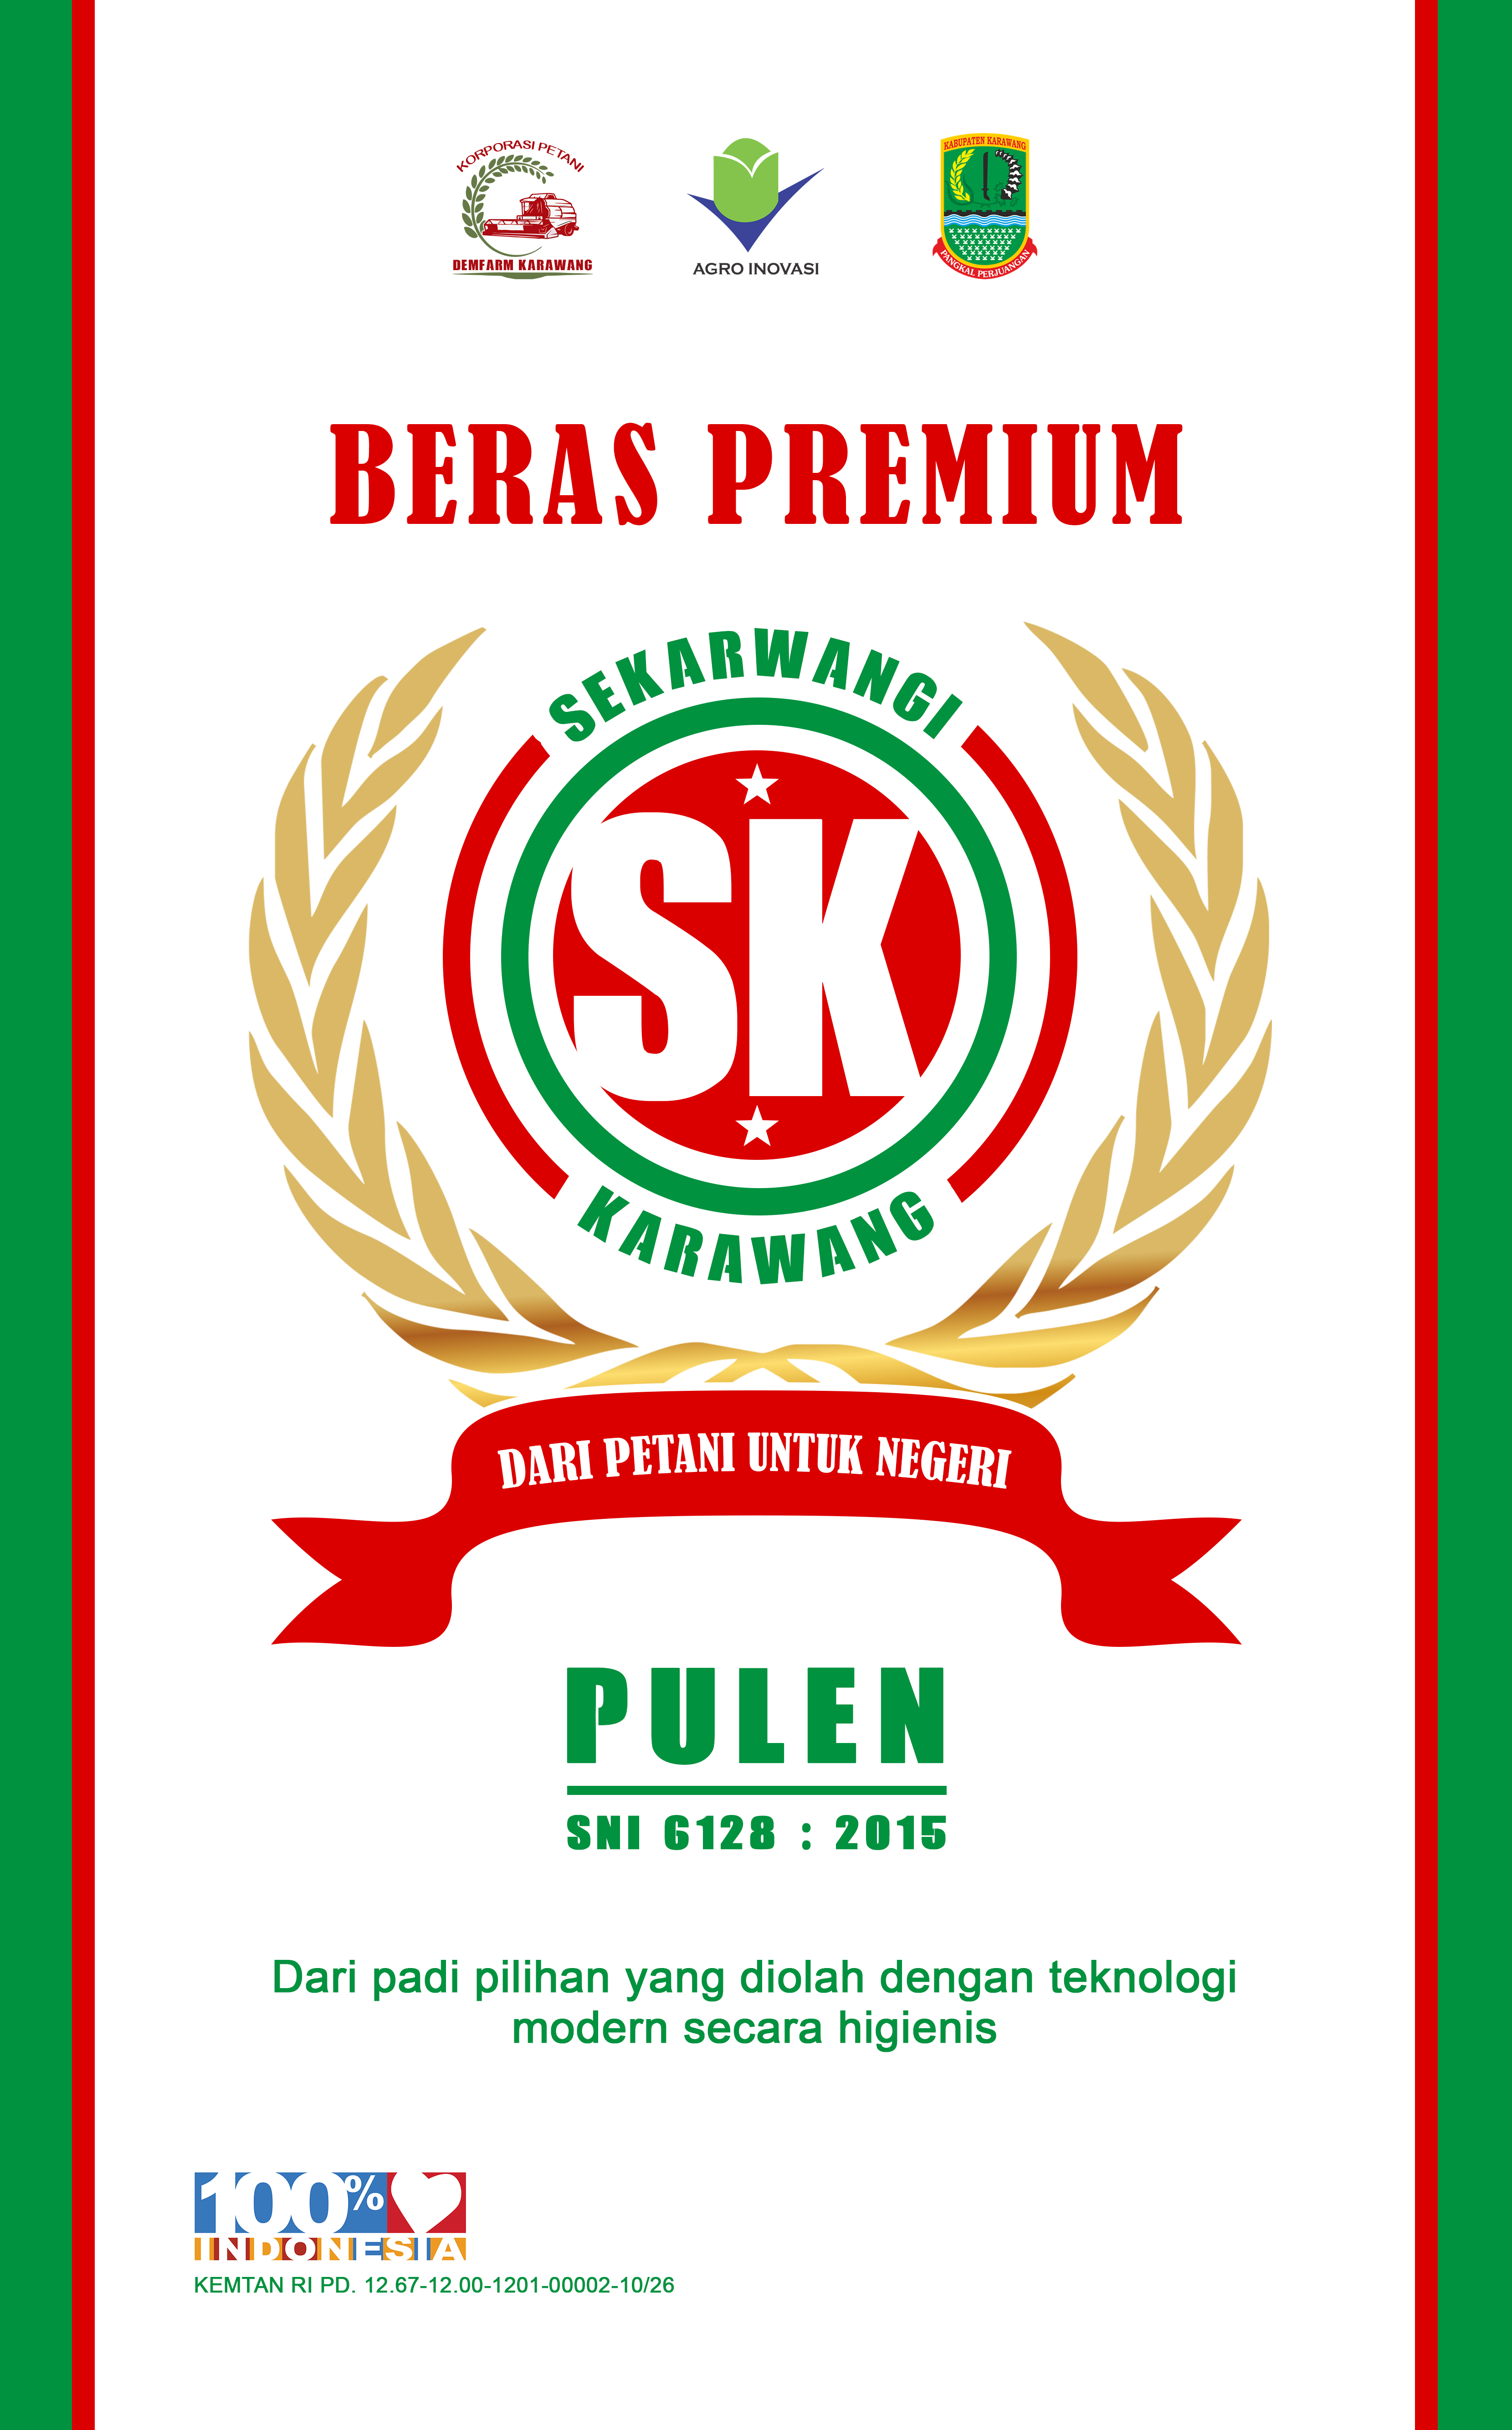 KORPORASI PETANI
DEMFARM KARAWANG
AGRO INOVASI
KABUPATEN KARAWANG
PANGKAL PERJUANGAN
BERAS PREMIUM
SEKARWANGI
SK
KARAWANG
DARI PETANI UNTUK NEGERI
PULEN
SNI 6128 : 2015
Dari padi pilihan yang diolah dengan teknologi
modern secara higienis
100%
INDONESIA
KEMTAN RI PD. 12.67-12.00-1201-00002-10/26